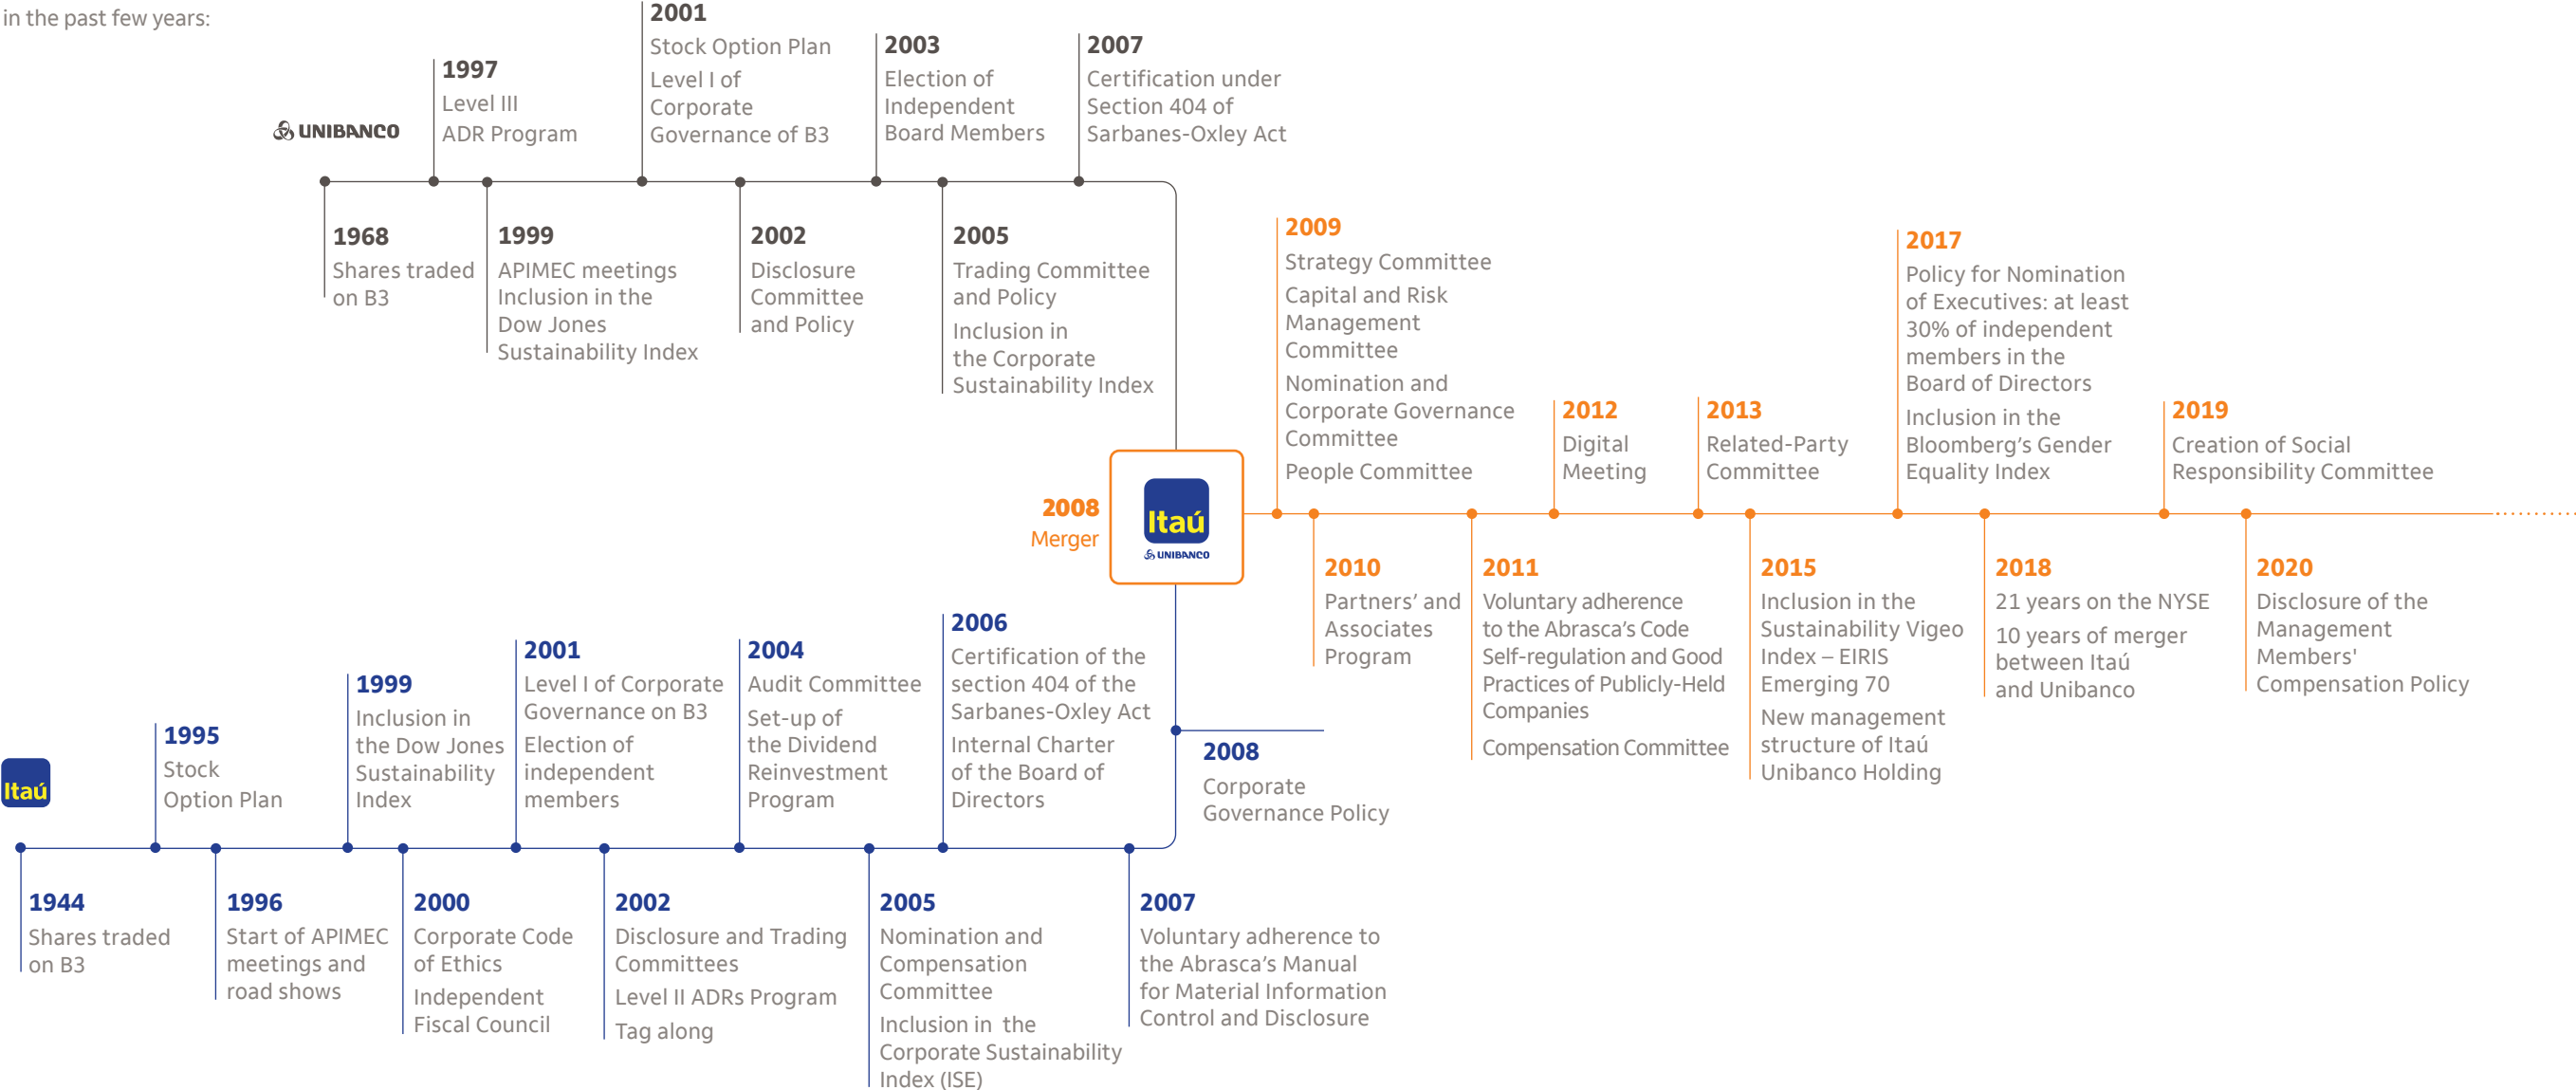 in the past few years:
UNIBANCO
1968
Shares traded
on B3
1997
Level III
ADR Program
1999
APIMEC meetings
Inclusion in the
Dow Jones
Sustainability Index
2001
Stock Option Plan
Level I of
Corporate
Governance of B3
2002
Disclosure
Committee
and Policy
2003
Election of
Independent
Board Members
2005
Trading Committee
and Policy
Inclusion in
the Corporate
Sustainability Index
2007
Certification under
Section 404 of
Sarbanes-Oxley Act
Itaú
1944
Shares traded
on B3
1995
Stock
Option Plan
1996
Start of APIMEC
meetings and
road shows
1999
Inclusion in
the Dow Jones
Sustainability
Index
2000
Corporate Code
of Ethics
Independent
Fiscal Council
2001
Level I of Corporate
Governance on B3
Election of
independent
members
2002
Disclosure and Trading
Committees
Level II ADRs Program
Tag along
2004
Audit Committee
Set-up of
the Dividend
Reinvestment
Program
2005
Nomination and
Compensation
Committee
Inclusion in the
Corporate Sustainability
Index (ISE)
2006
Certification of the
section 404 of the
Sarbanes-Oxley Act
Internal Charter
of the Board of
Directors
2007
Voluntary adherence to
the Abrasca’s Manual
for Material Information
Control and Disclosure
2008
Corporate
Governance Policy
2008
Merger
Itaú
UNIBANCO
2009
Strategy Committee
Capital and Risk
Management
Committee
Nomination and
Corporate Governance
Committee
People Committee
2010
Partners’ and
Associates
Program
2011
Voluntary adherence
to the Abrasca’s Code
Self-regulation and Good
Practices of Publicly-Held
Companies
Compensation Committee
2012
Digital
Meeting
2013
Related-Party
Committee
2015
Inclusion in the
Sustainability Vigeo
Index – EIRIS
Emerging 70
New management
structure of Itaú
Unibanco Holding
2017
Policy for Nomination
of Executives: at least
30% of independent
members in the
Board of Directors
Inclusion in the
Bloomberg’s Gender
Equality Index
2018
21 years on the NYSE
10 years of merger
between Itaú
and Unibanco
2019
Creation of Social
Responsibility Committee
2020
Disclosure of the
Management
Members'
Compensation Policy